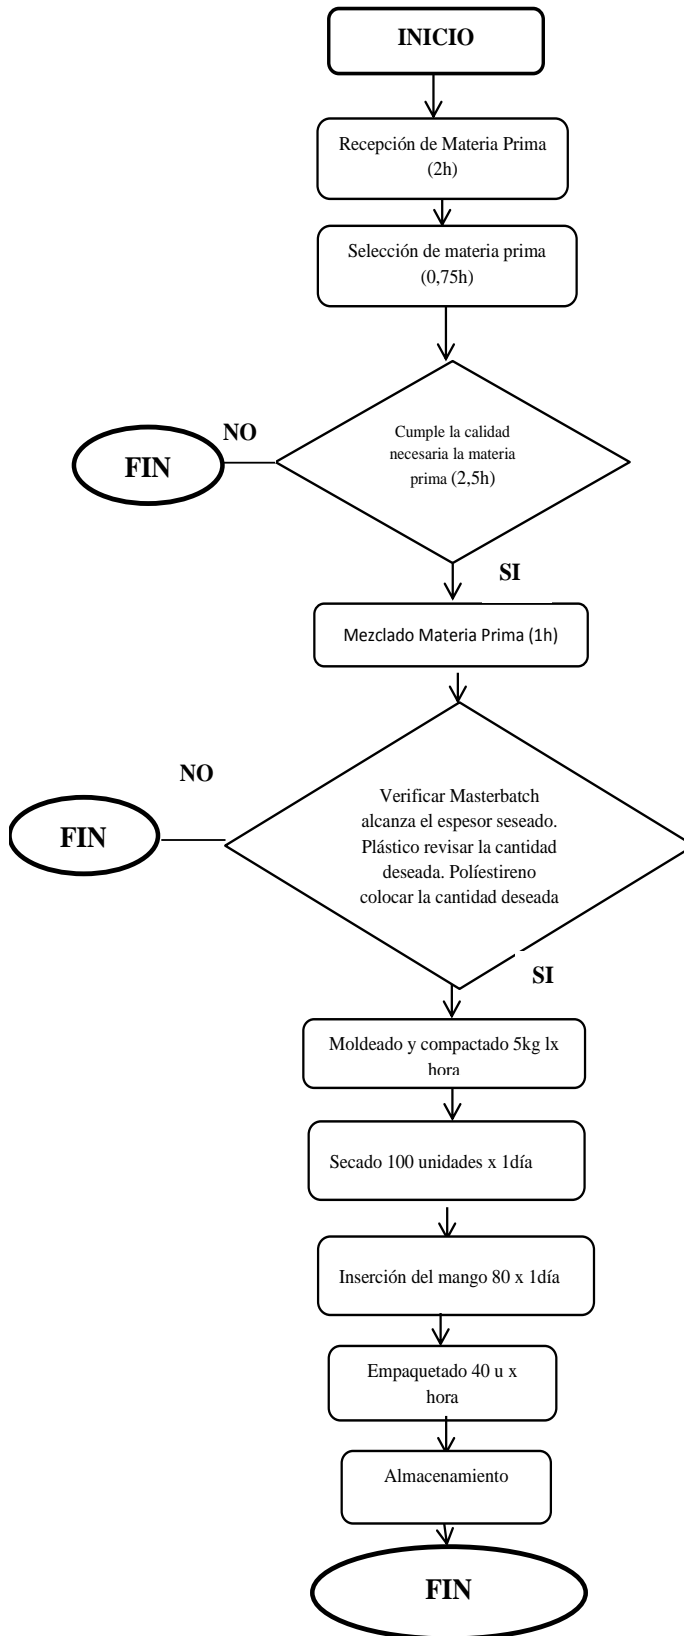 INICIO
Recepción de Materia Prima
(2h)
Selección de materia prima
(0,75h)
Cumple la calidad
necesaria la materia
prima (2,5h)
NO
FIN
SI
Mezclado Materia Prima (1h)
NO
Verificar Masterbatch
alcanza el espesor seseado.
Plástico revisar la cantidad
deseada. Políestireno
colocar la cantidad deseada
FIN
SI
Moldeado y compactado 5kg lx
hora
Secado 100 unidades x 1día
Inserción del mango 80 x 1día
Empaquetado 40 u x
hora
Almacenamiento
FIN